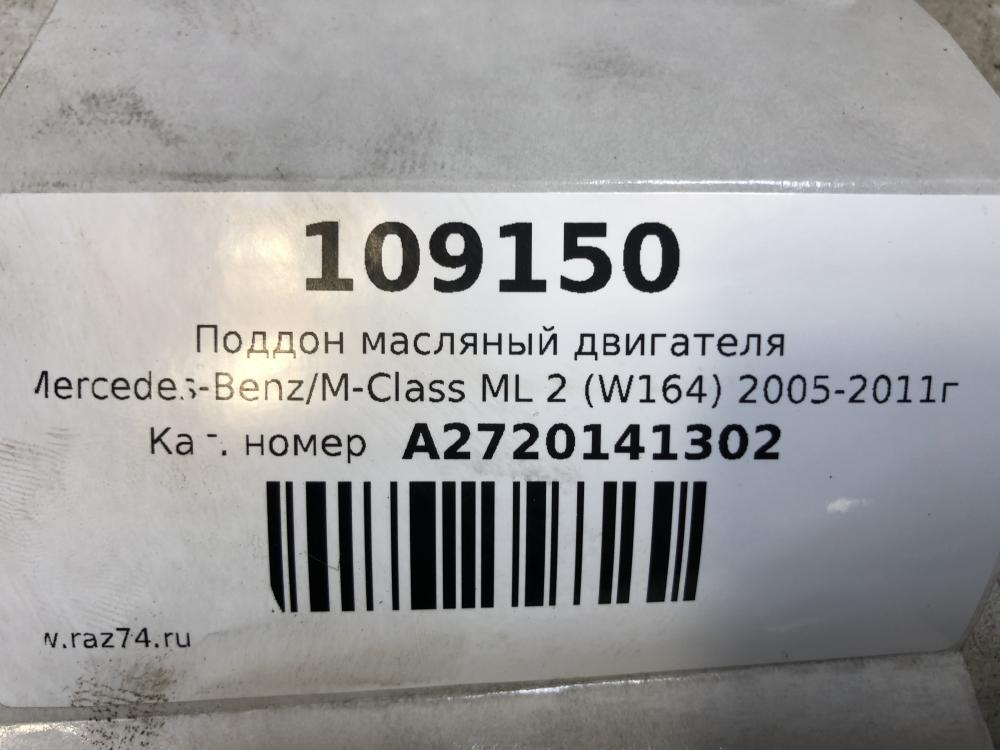 109150
Поддон масляный двигателя
Mercedes-Benz/M-Class ML 2 (W164) 2005-2011г
Кат. номер A2720141302
w.raz74.ru